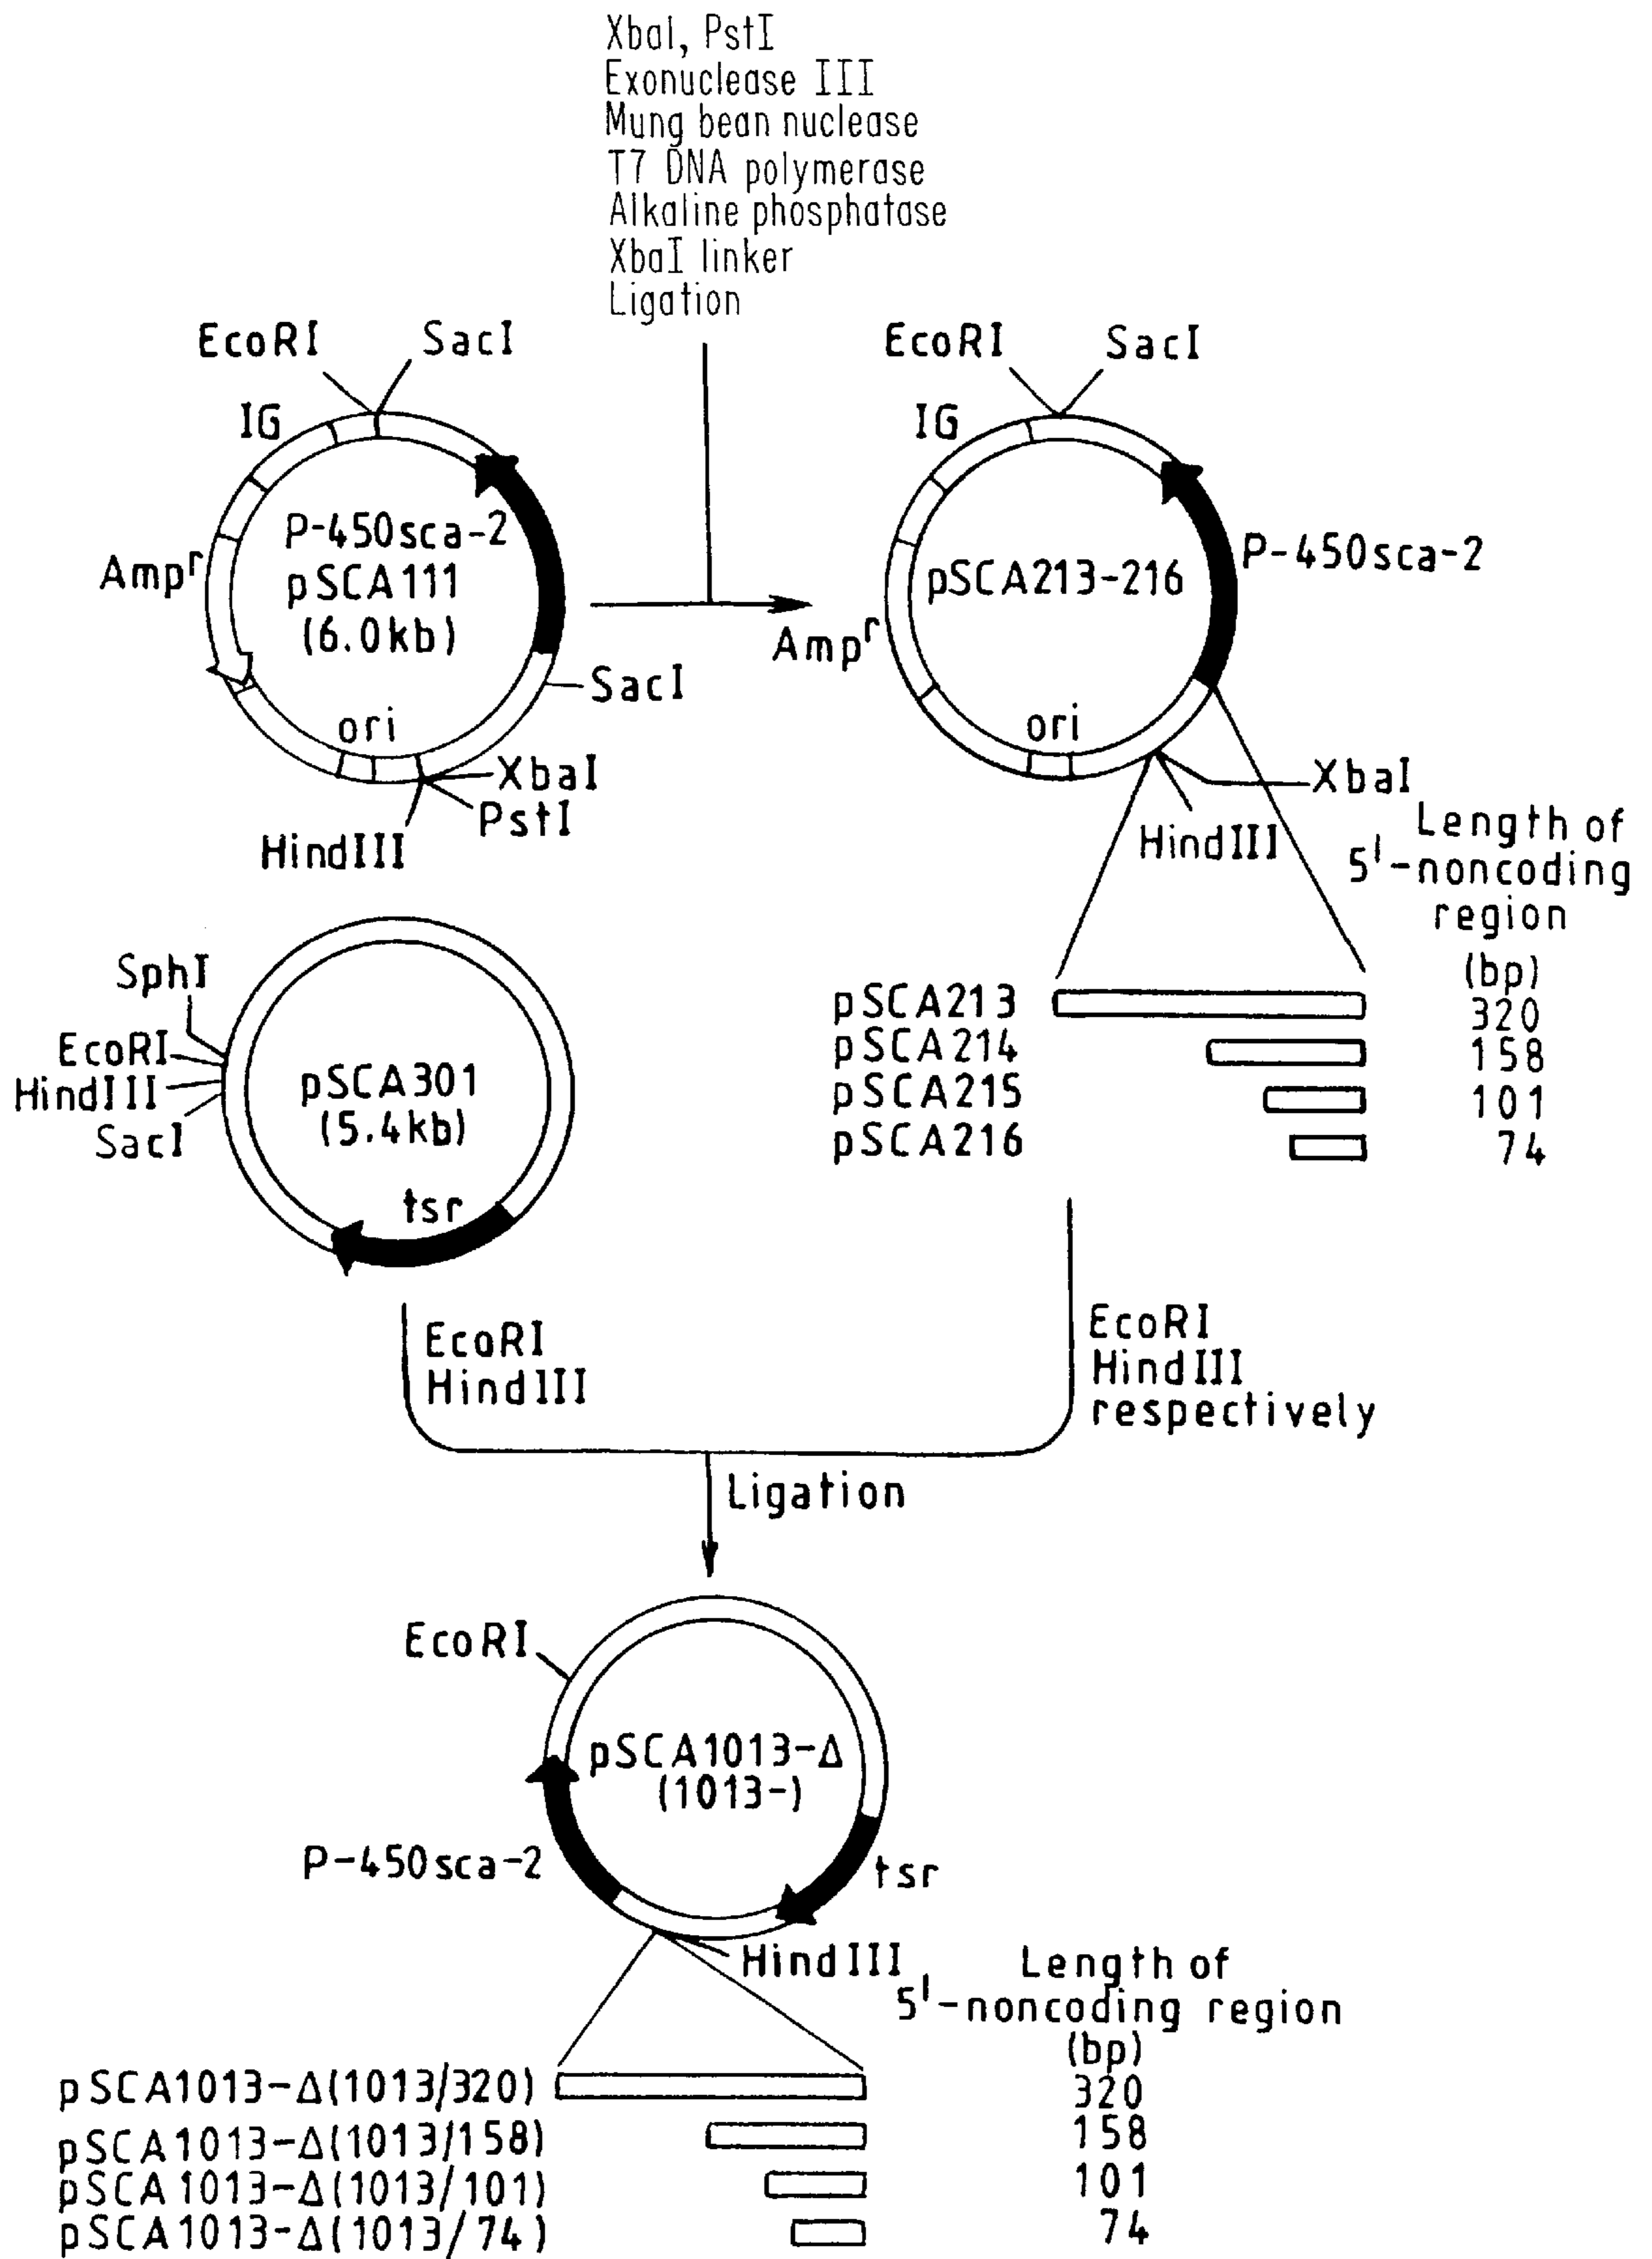 XbaI, PstI
Exonuclease III
Mung bean nuclease
T7 DNA polymerase
Alkaline phosphatase
XbaI linker
Ligation
EcoRI
SacI
IG
P-450sca-2
pSCA111
(6.0kb)
Ampʳ
ori
SacI
XbaI
PstI
HindIII
EcoRI
SacI
IG
pSCA213-216
P-450sca-2
Ampʳ
ori
XbaI
HindIII
Length of
5'-noncoding
region
(bp)
pSCA213
320
pSCA214
158
pSCA215
101
pSCA216
74
SphI
EcoRI
HindIII
SacI
pSCA301
(5.4kb)
tsr
EcoRI
HindIII
EcoRI
HindIII
respectively
Ligation
EcoRI
pSCA1013-Δ
(1013-)
P-450sca-2
tsr
HindIII
Length of
5'-noncoding region
(bp)
pSCA1013-Δ(1013/320)
320
pSCA1013-Δ(1013/158)
158
pSCA1013-Δ(1013/101)
101
pSCA1013-Δ(1013/74)
74